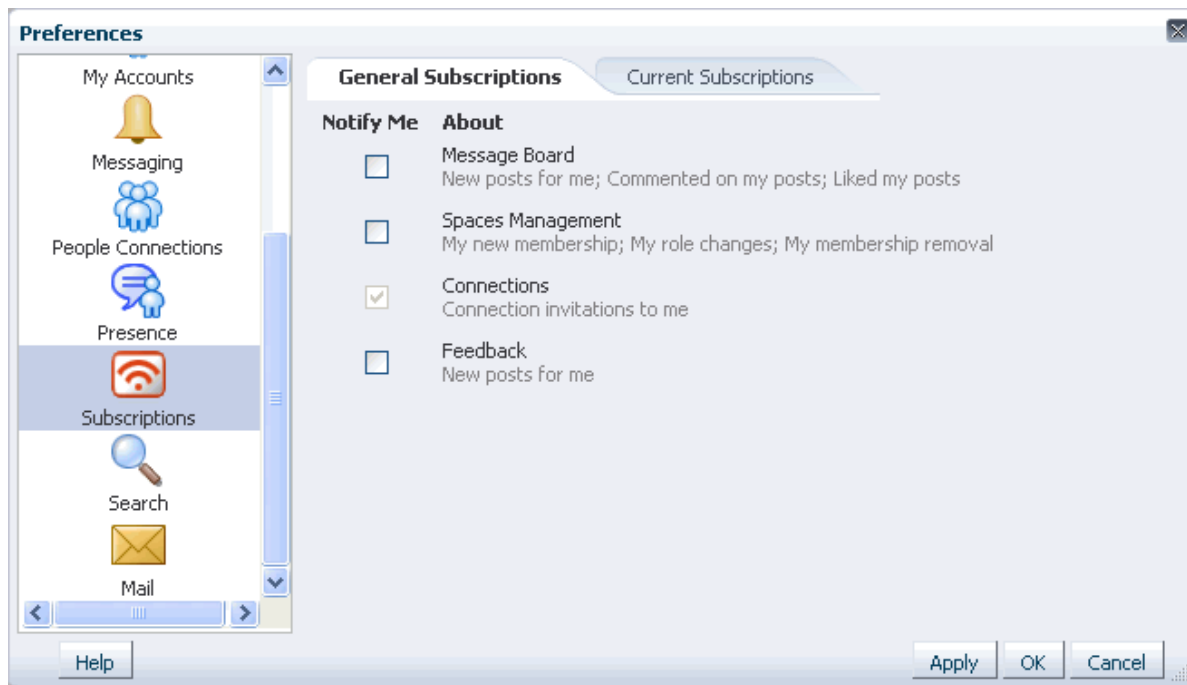 Preferences
My Accounts
Messaging
People Connections
Presence
Subscriptions
Search
Mail
General Subscriptions
Current Subscriptions
Notify Me About
Message Board
New posts for me; Commented on my posts; Liked my posts
Spaces Management
My new membership; My role changes; My membership removal
Connections
Connection invitations to me
Feedback
New posts for me
Help
Apply
OK
Cancel